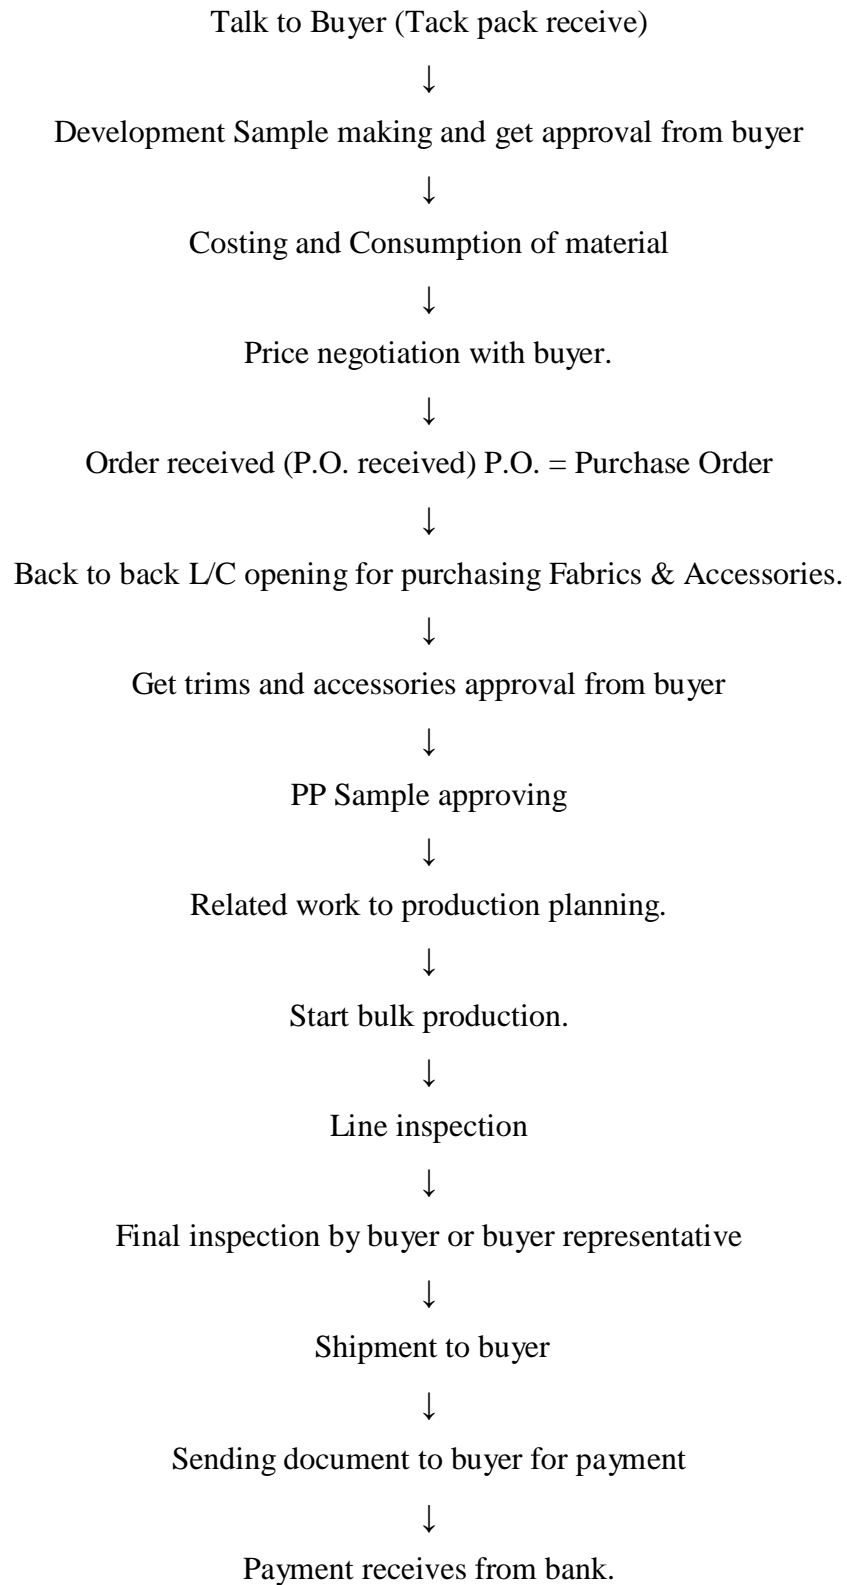 Talk to Buyer (Tack pack receive)
↓
Development Sample making and get approval from buyer
↓
Costing and Consumption of material
↓
Price negotiation with buyer.
↓
Order received (P.O. received) P.O. = Purchase Order
↓
Back to back L/C opening for purchasing Fabrics & Accessories.
↓
Get trims and accessories approval from buyer
↓
PP Sample approving
↓
Related work to production planning.
↓
Start bulk production.
↓
Line inspection
↓
Final inspection by buyer or buyer representative
↓
Shipment to buyer
↓
Sending document to buyer for payment
↓
Payment receives from bank.